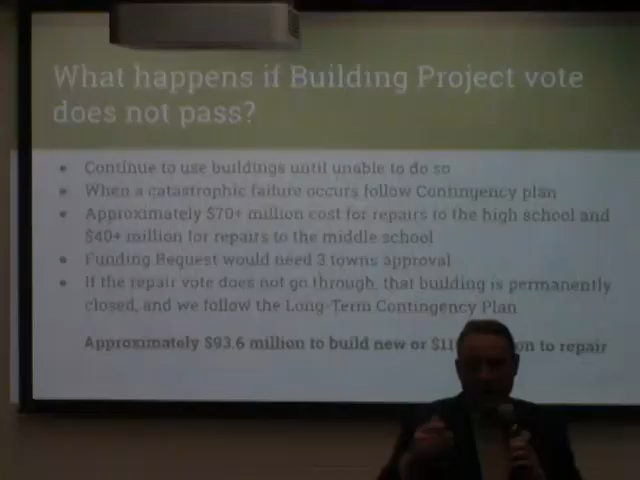 What happens if Building Project vote
does not pass?
• Continue to use buildings until unable to do so
• When a catastrophic failure occurs follow Contingency plan
• Approximately $70+ million cost for repairs to the high school and
$40+ million for repairs to the middle school
• Funding Request would need 3 towns approval
• If the repair vote does not go through, that building is permanently
closed, and we follow the Long-Term Contingency Plan
Approximately $93.6 million to build new or on to repair